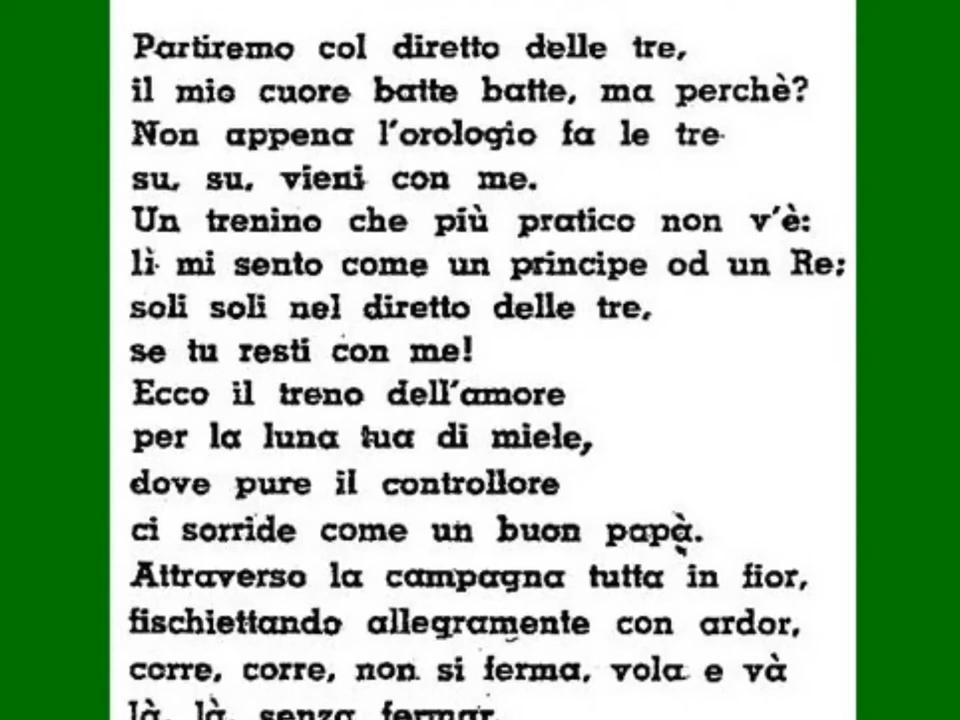 Partiremo col diretto delle tre,
il mio cuore batte batte, ma perchè?
Non appena l'orologio fa le tre
su, su, vieni con me.
Un trenino che più pratico non v'è:
lì mi sento come un principe od un Re;
soli soli nel diretto delle tre,
se tu resti con me!
Ecco il treno dell'amore
per la luna tua di miele,
dove pure il controllore
ci sorride come un buon papà.
Attraverso la campagna tutta in fior,
fischiettando allegramente con ardor,
corre, corre, non si ferma, vola e và
là, là, senza fermar.